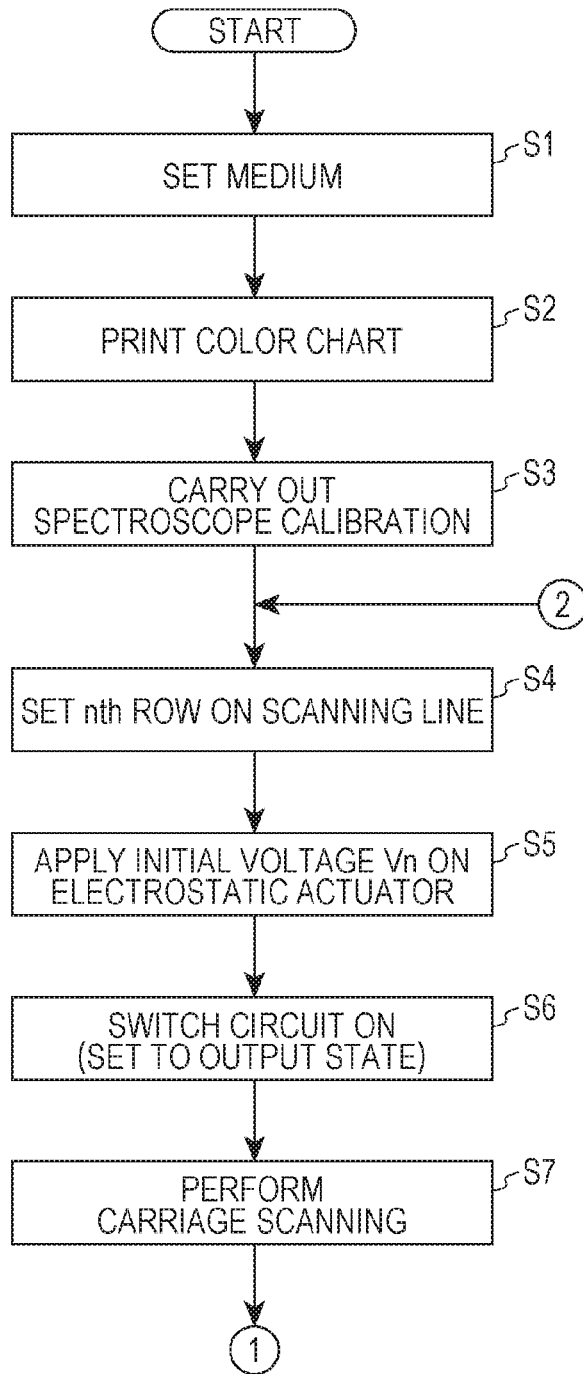 START
S1
SET MEDIUM
S2
PRINT COLOR CHART
S3
CARRY OUT
SPECTROSCOPE CALIBRATION
2
S4
SET nth ROW ON SCANNING LINE
S5
APPLY INITIAL VOLTAGE Vn ON
ELECTROSTATIC ACTUATOR
S6
SWITCH CIRCUIT ON
(SET TO OUTPUT STATE)
S7
PERFORM
CARRIAGE SCANNING
1